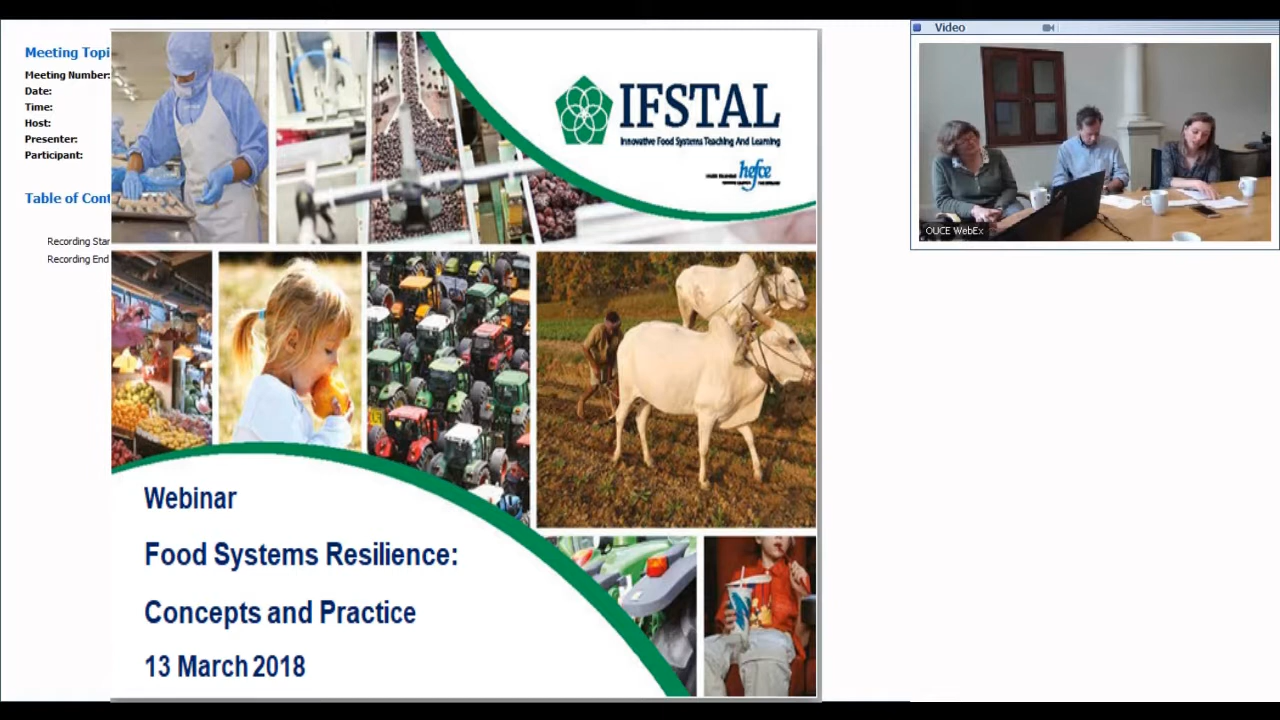 Meeting Topi
Meeting Number:
Date:
Time:
Host:
Presenter:
Participant:
Table of Cont
Recording Star
Recording End
IFSTAL
Innovative Food Systems Teaching And Learning
hefce
Webinar
Food Systems Resilience:
Concepts and Practice
13 March 2018
Video
OUCE WebEx